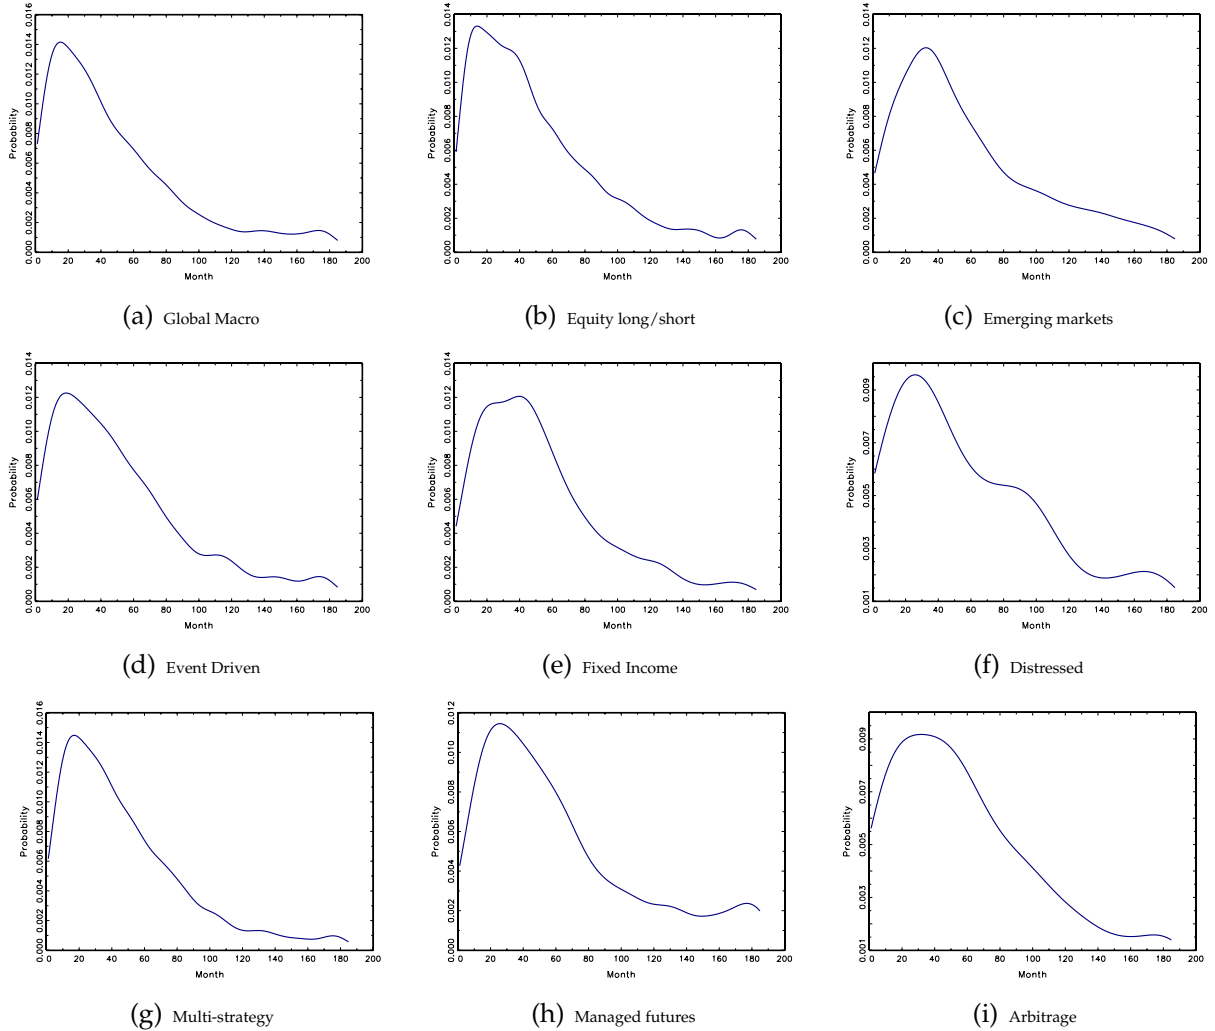 0.000 0.002 0.004 0.006 0.008 0.010 0.012 0.014 0.016
Probability
0 20 40 60 80 100 120 140 160 180 200
Month
(a) Global Macro
0.000 0.002 0.004 0.006 0.008 0.010 0.012 0.014
Probability
0 20 40 60 80 100 120 140 160 180 200
Month
(b) Equity long/short
0.000 0.002 0.004 0.006 0.008 0.010 0.012 0.014
Probability
0 20 40 60 80 100 120 140 160 180 200
Month
(c) Emerging markets
0.000 0.002 0.004 0.006 0.008 0.010 0.012 0.014
Probability
0 20 40 60 80 100 120 140 160 180 200
Month
(d) Event Driven
0.000 0.002 0.004 0.006 0.008 0.010 0.012 0.014
Probability
0 20 40 60 80 100 120 140 160 180 200
Month
(e) Fixed Income
0.001 0.003 0.005 0.007 0.009
Probability
0 20 40 60 80 100 120 140 160 180 200
Month
(f) Distressed
0.000 0.002 0.004 0.006 0.008 0.010 0.012 0.014 0.016
Probability
0 20 40 60 80 100 120 140 160 180 200
Month
(g) Multi-strategy
0.000 0.002 0.004 0.006 0.008 0.010 0.012
Probability
0 20 40 60 80 100 120 140 160 180 200
Month
(h) Managed futures
0.001 0.003 0.005 0.007 0.009
Probability
0 20 40 60 80 100 120 140 160 180 200
Month
(i) Arbitrage